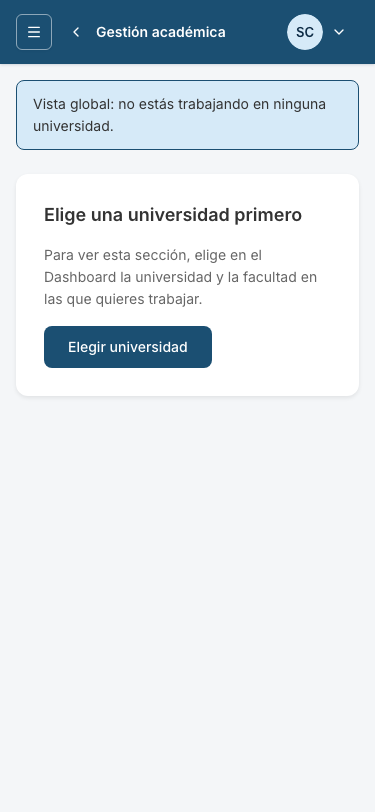 Gestión académica
SC
Vista global: no estás trabajando en ninguna
universidad.
Elige una universidad primero
Para ver esta sección, elige en el
Dashboard la universidad y la facultad en
las que quieres trabajar.
Elegir universidad